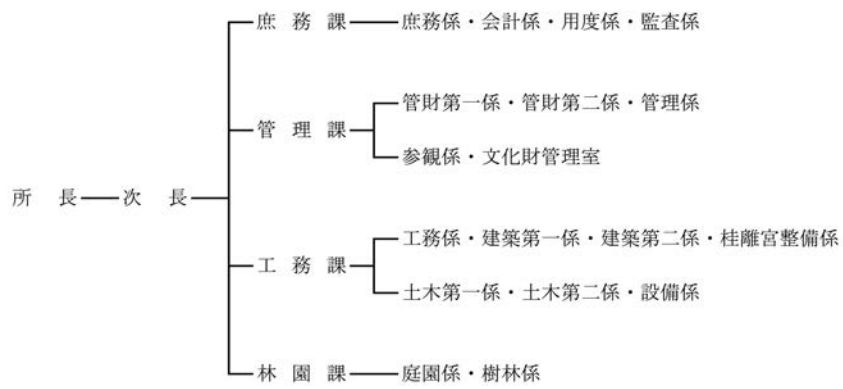 庶務課
庶務係・会計係・用度係・監査係
管理課
管財第一係・管財第二係・管理係
参観係・文化財管理室
所長
次長
工務課
工務係・建築第一係・建築第二係・桂離宮整備係
土木第一係・土木第二係・設備係
林園課
庭園係・樹林係